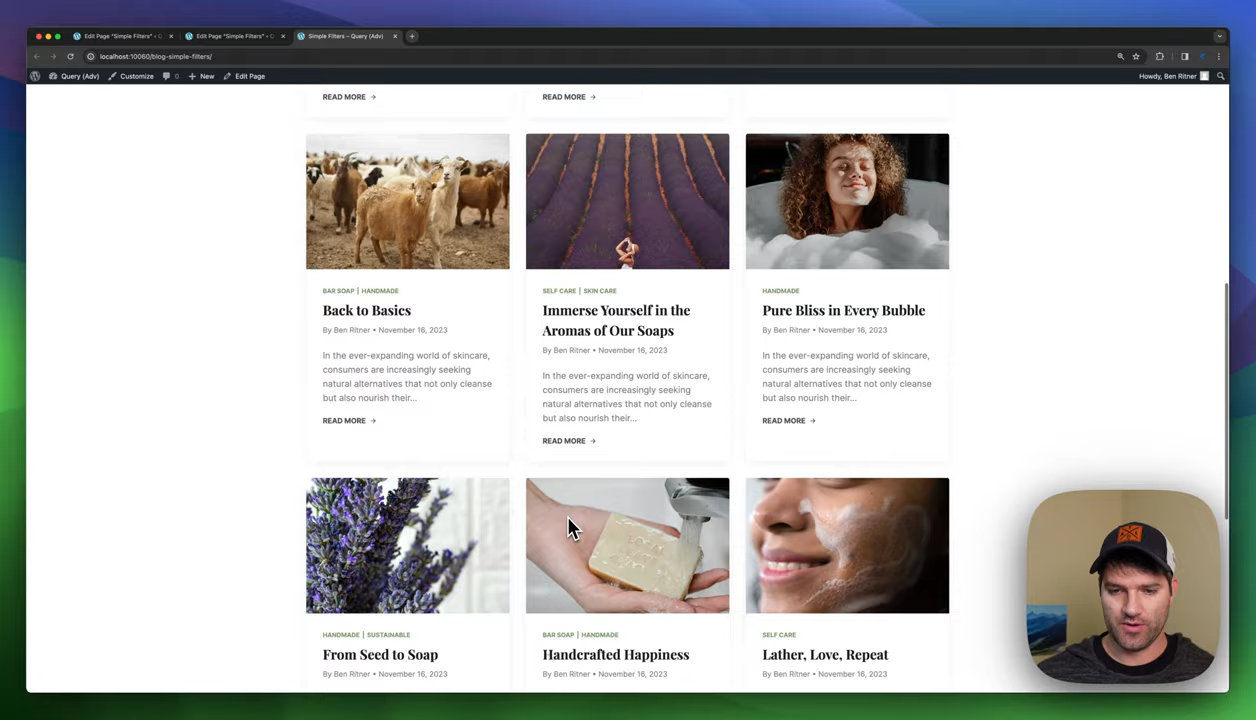 Edit Page "Simple Filters" ‹ Q
Edit Page "Simple Filters" ‹ Q
Simple Filters – Query (Adv)
localhost:10060/blog-simple-filters/
Query (Adv)
Customize
0
New
Edit Page
Howdy, Ben Ritner
READ MORE →
READ MORE →
BAR SOAP | HANDMADE
Back to Basics
By Ben Ritner • November 16, 2023
In the ever-expanding world of skincare,
consumers are increasingly seeking
natural alternatives that not only cleanse
but also nourish their...
READ MORE →
SELF CARE | SKIN CARE
Immerse Yourself in the
Aromas of Our Soaps
By Ben Ritner • November 16, 2023
In the ever-expanding world of skincare,
consumers are increasingly seeking
natural alternatives that not only cleanse
but also nourish their...
READ MORE →
HANDMADE
Pure Bliss in Every Bubble
By Ben Ritner • November 16, 2023
In the ever-expanding world of skincare,
consumers are increasingly seeking
natural alternatives that not only cleanse
but also nourish their...
READ MORE →
HANDMADE | SUSTAINABLE
From Seed to Soap
By Ben Ritner • November 16, 2023
BAR SOAP | HANDMADE
Handcrafted Happiness
By Ben Ritner • November 16, 2023
SELF CARE
Lather, Love, Repeat
By Ben Ritner • November 16, 2023